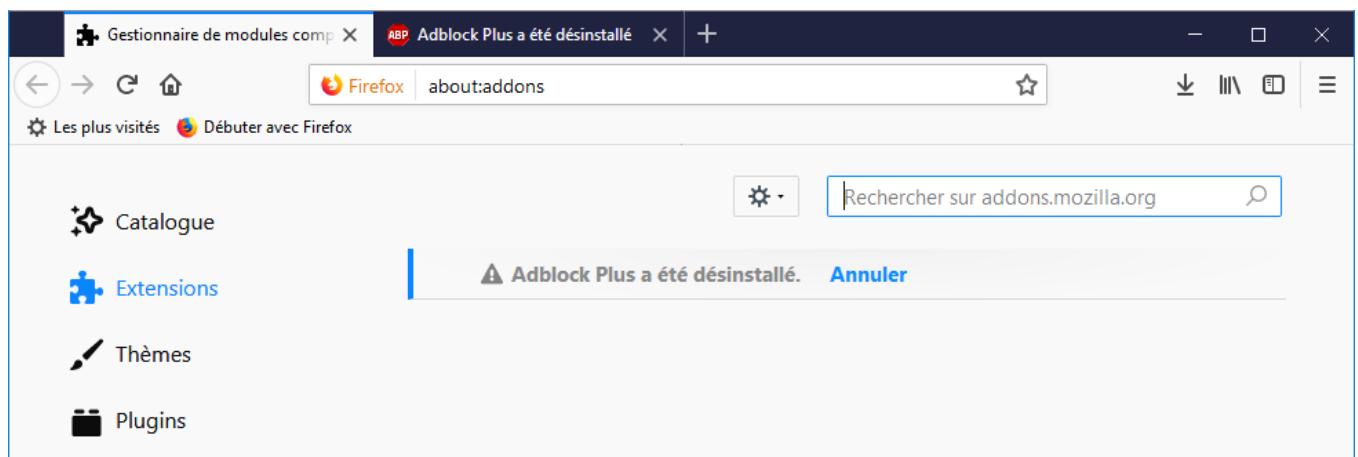 Gestionnaire de modules comp
ABP Adblock Plus a été désinstallé
Firefox about:addons
Les plus visités Débuter avec Firefox
Rechercher sur addons.mozilla.org
Catalogue
Adblock Plus a été désinstallé. Annuler
Extensions
Thèmes
Plugins